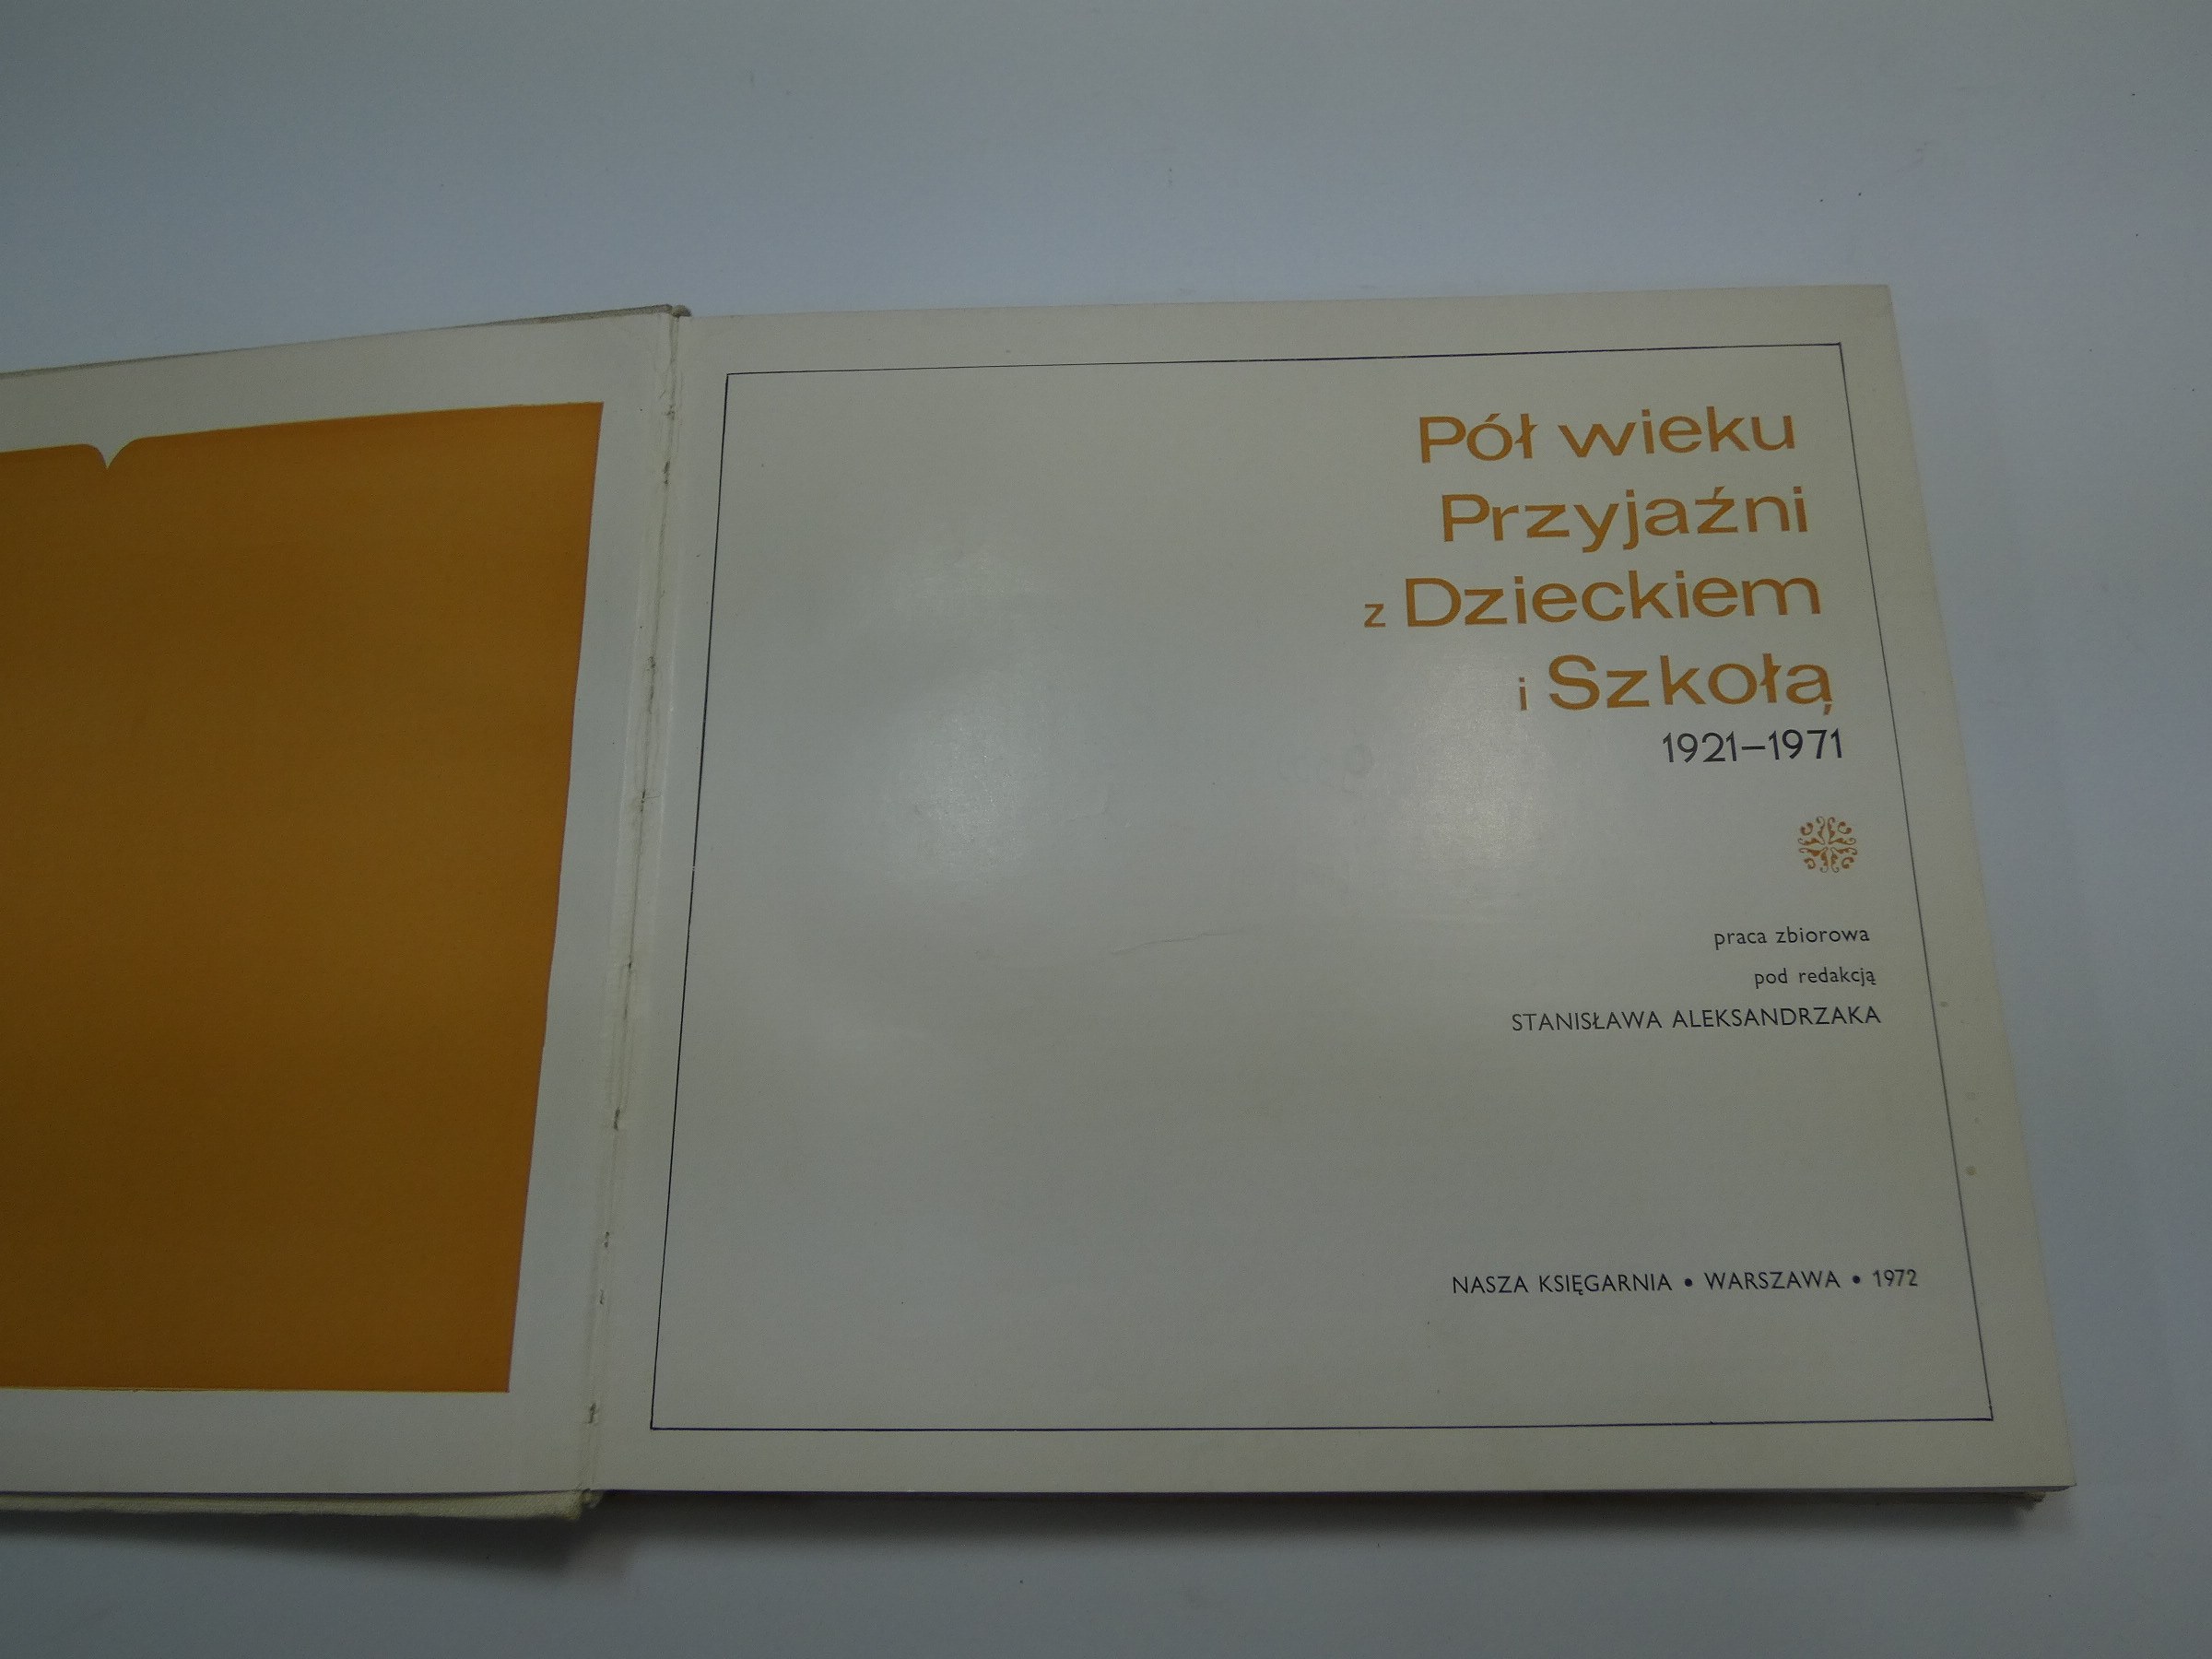 Pół wieku
Przyjaźni
z Dzieckiem
i Szkołą
1921–1971
praca zbiorowa
pod redakcją
STANISŁAWA ALEKSANDRZAKA
NASZA KSIĘGARNIA • WARSZAWA • 1972